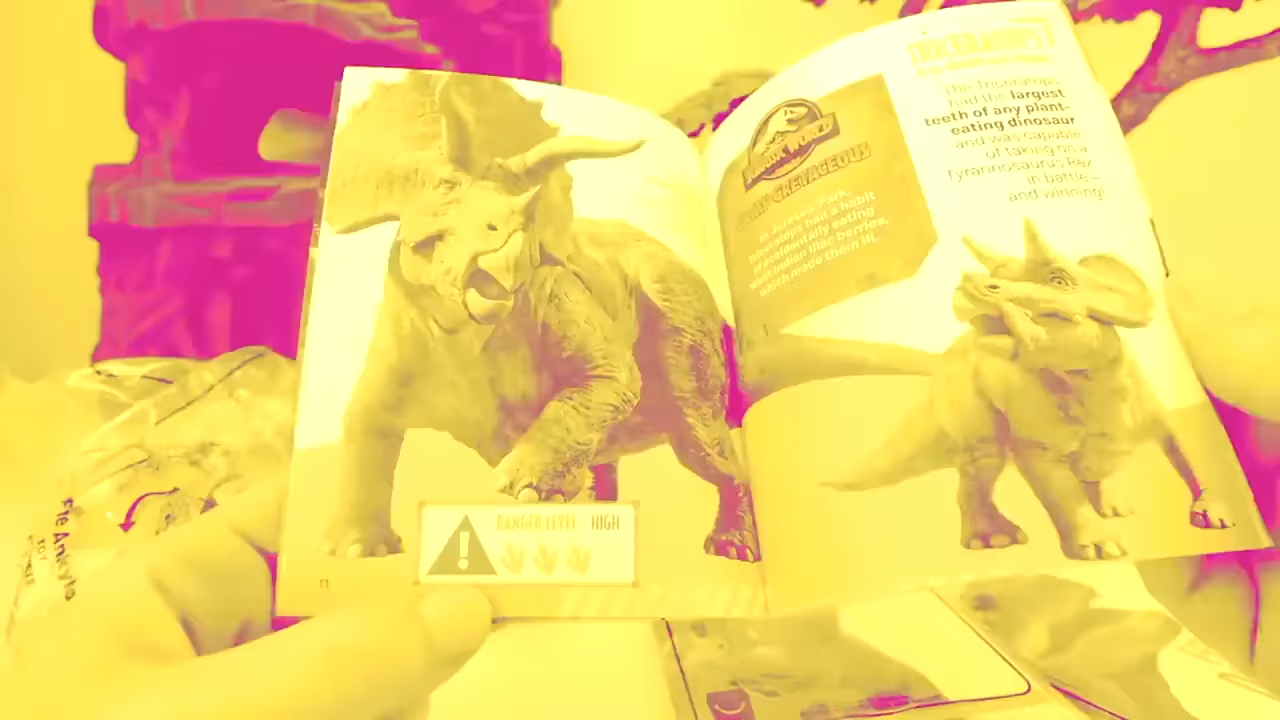 DANGER LEVEL - HIGH
JURASSIC WORLD
CAMP CRETACEOUS
In Jurassic Park,
triceratops had a habit
of accidentally eating
west Indian lilac berries,
which made them ill.
TRICERATOPS
The Triceratops
had the largest
teeth of any plant-
eating dinosaur
and was capable
of taking on a
Tyrannosaurus Rex
in battle –
and winning!